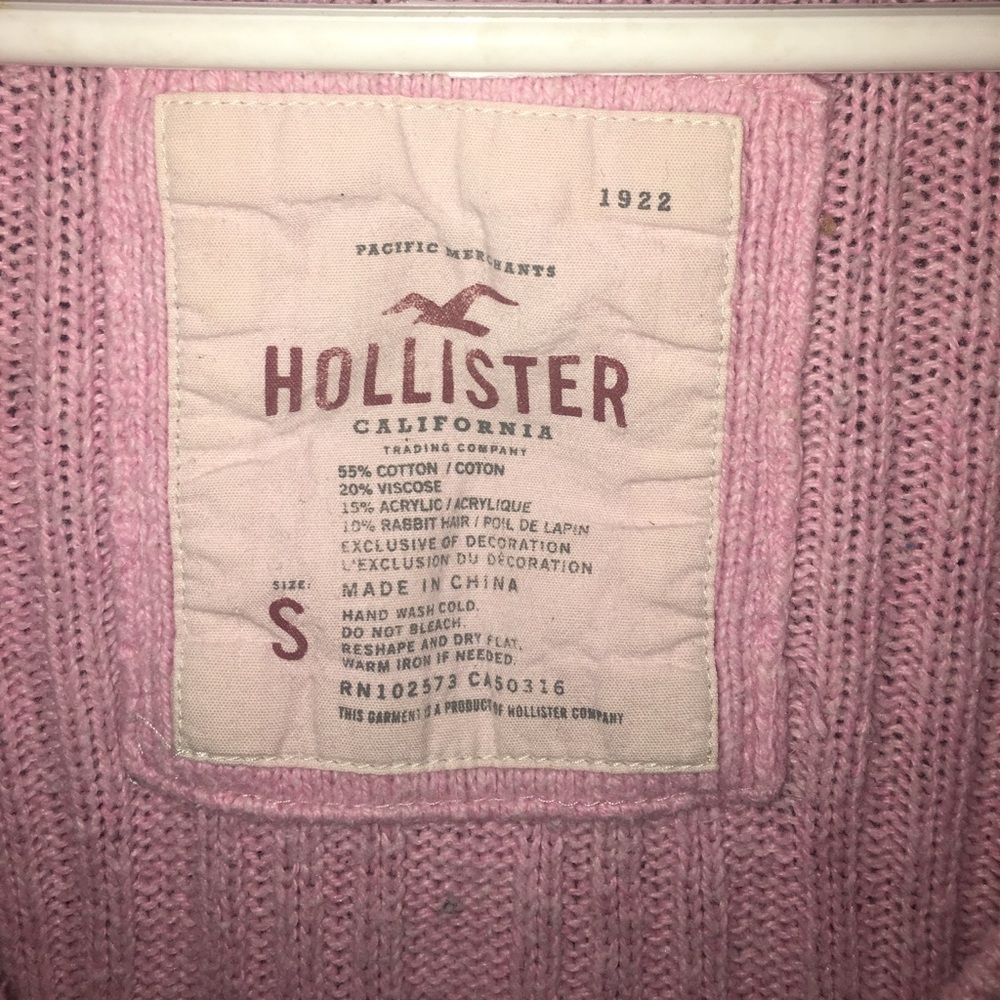 1922
PACIFIC MERCHANTS
HOLLISTER
CALIFORNIA
TRADING COMPANY
55% COTTON / COTON
20% VISCOSE
15% ACRYLIC / ACRYLIQUE
10% RABBIT HAIR / POIL DE LAPIN
EXCLUSIVE OF DECORATION
L'EXCLUSION DU DÉCORATION
MADE IN CHINA
SIZE:
S
HAND WASH COLD.
DO NOT BLEACH.
RESHAPE AND DRY FLAT.
WARM IRON IF NEEDED.
RN102573 CA50316
THIS GARMENT IS A PRODUCT OF HOLLISTER COMPANY